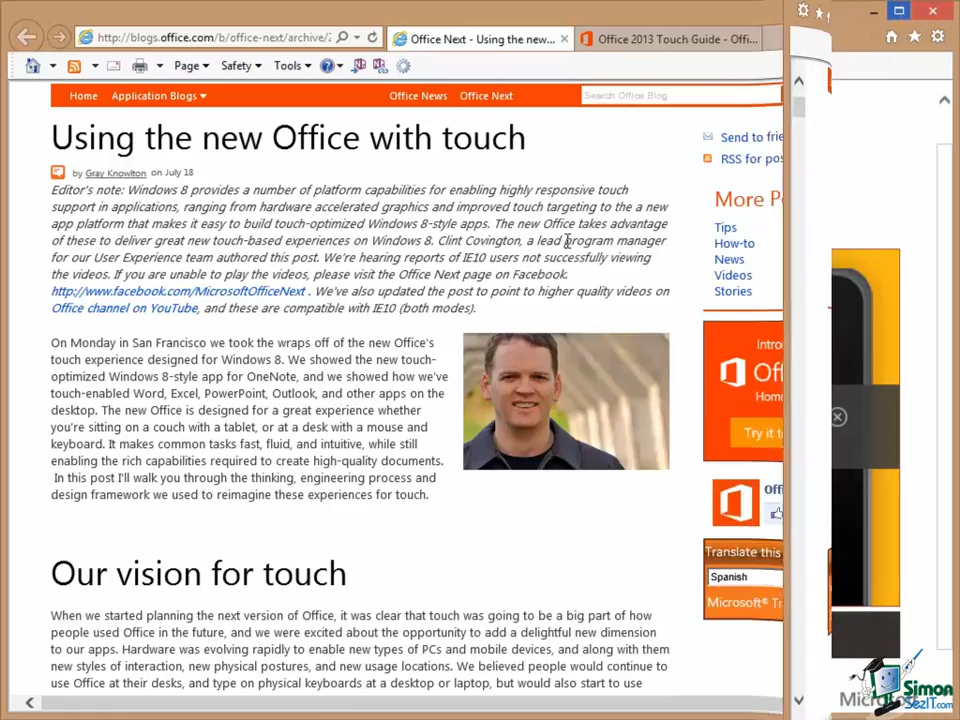 http://blogs.office.com/b/office-next/archive/2
Office Next - Using the new...
Office 2013 Touch Guide - Offi...
Page
Safety
Tools
Home
Application Blogs
Office News
Office Next
Search Office Blog
Using the new Office with touch
by Gray Knowlton on July 18
Editor's note: Windows 8 provides a number of platform capabilities for enabling highly responsive touch
support in applications, ranging from hardware accelerated graphics and improved touch targeting to the a new
app platform that makes it easy to build touch-optimized Windows 8-style apps. The new Office takes advantage
of these to deliver great new touch-based experiences on Windows 8. Clint Covington, a lead program manager
for our User Experience team authored this post. We're hearing reports of IE10 users not successfully viewing
the videos. If you are unable to play the videos, please visit the Office Next page on Facebook.
http://www.facebook.com/MicrosoftOfficeNext . We've also updated the post to point to higher quality videos on
Office channel on YouTube, and these are compatible with IE10 (both modes).
On Monday in San Francisco we took the wraps off of the new Office's
touch experience designed for Windows 8. We showed the new touch-
optimized Windows 8-style app for OneNote, and we showed how we've
touch-enabled Word, Excel, PowerPoint, Outlook, and other apps on the
desktop. The new Office is designed for a great experience whether
you're sitting on a couch with a tablet, or at a desk with a mouse and
keyboard. It makes common tasks fast, fluid, and intuitive, while still
enabling the rich capabilities required to create high-quality documents.
In this post I'll walk you through the thinking, engineering process and
design framework we used to reimagine these experiences for touch.
Our vision for touch
When we started planning the next version of Office, it was clear that touch was going to be a big part of how
people used Office in the future, and we were excited about the opportunity to add a delightful new dimension
to our apps. Hardware was evolving rapidly to enable new types of PCs and mobile devices, and along with them
new styles of interaction, new physical postures, and new usage locations. We believed people would continue to
use Office at their desks, and type on physical keyboards at a desktop or laptop, but would also start to use
Send to frie
RSS for pos
More P
Tips
How-to
News
Videos
Stories
Intro
Off
Hom
Try it t
Offi
Translate this
Spanish
Microsoft® Tr
Micros
Simon
SezIT.com